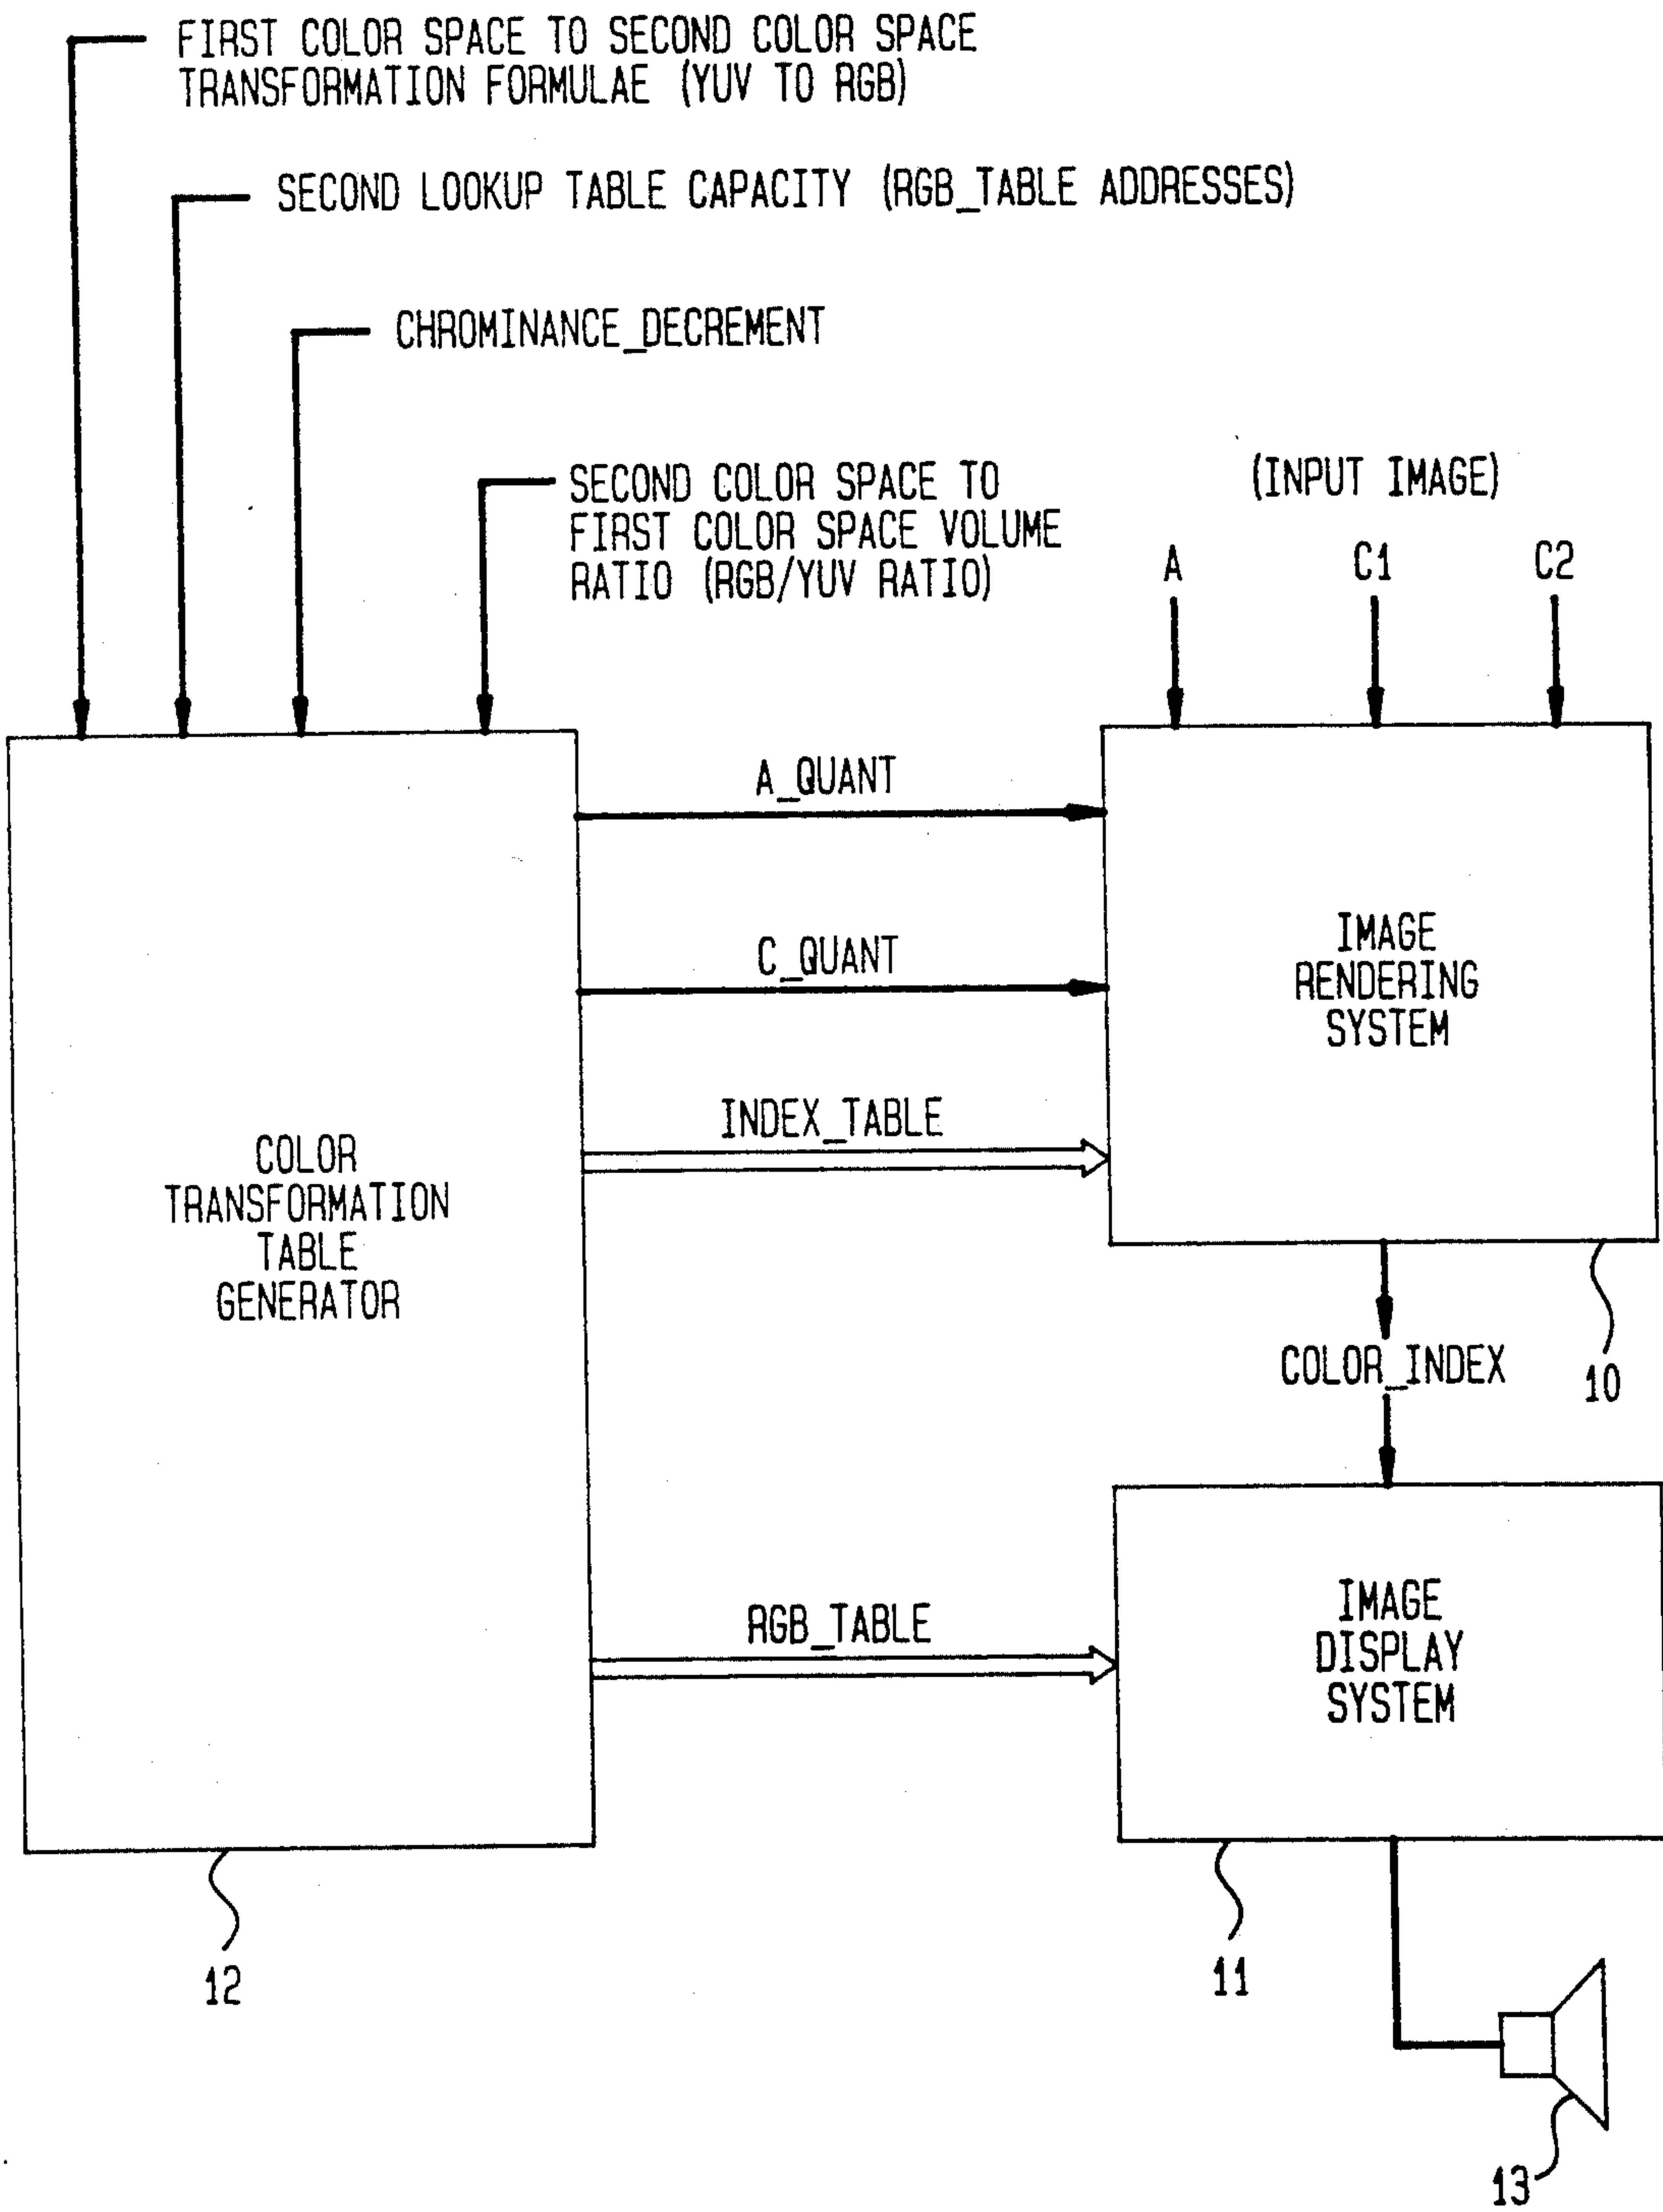 FIRST COLOR SPACE TO SECOND COLOR SPACE
TRANSFORMATION FORMULAE (YUV TO RGB)
SECOND LOOKUP TABLE CAPACITY (RGB_TABLE ADDRESSES)
CHROMINANCE_DECREMENT
SECOND COLOR SPACE TO
FIRST COLOR SPACE VOLUME
RATIO (RGB/YUV RATIO)
(INPUT IMAGE)
A
C1
C2
A_QUANT
C_QUANT
INDEX_TABLE
IMAGE
RENDERING
SYSTEM
COLOR
TRANSFORMATION
TABLE
GENERATOR
COLOR_INDEX
10
RGB_TABLE
IMAGE
DISPLAY
SYSTEM
12
11
13